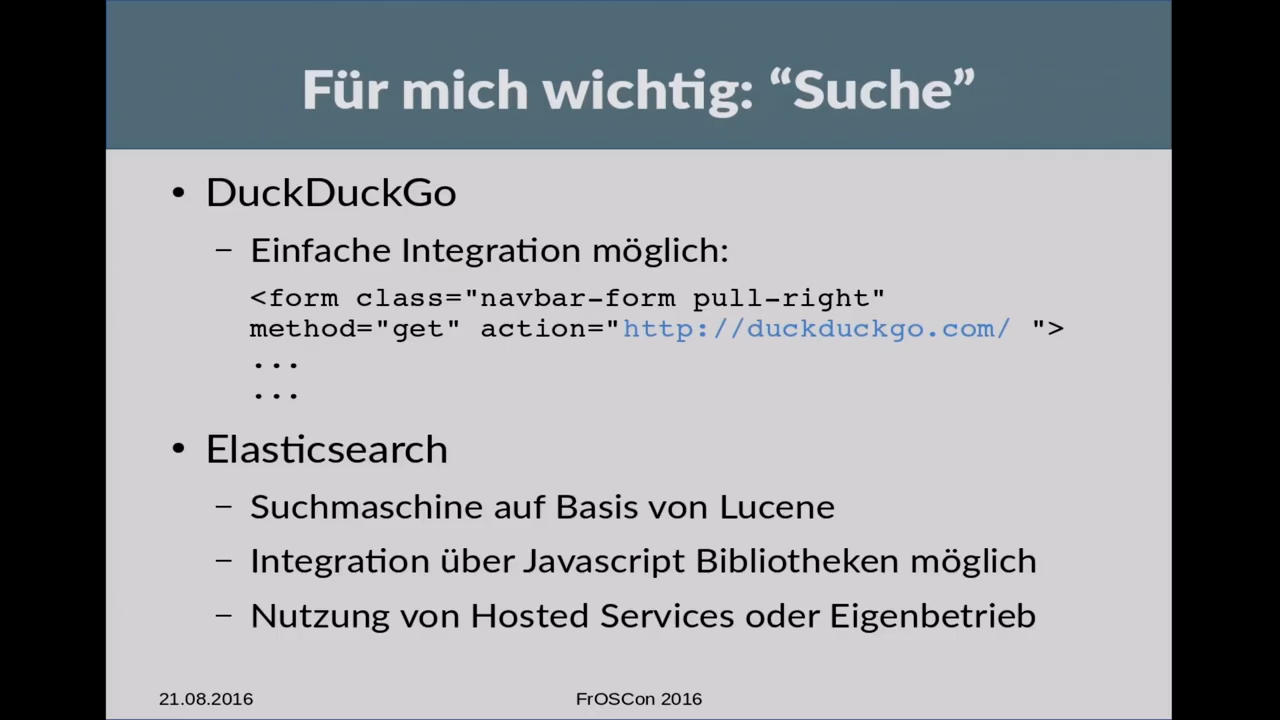 Für mich wichtig: “Suche”
• DuckDuckGo
– Einfache Integration möglich:
<form class="navbar-form pull-right"
method="get" action="http://duckduckgo.com/ ">
...
...
• Elasticsearch
– Suchmaschine auf Basis von Lucene
– Integration über Javascript Bibliotheken möglich
– Nutzung von Hosted Services oder Eigenbetrieb
21.08.2016
FrOSCon 2016